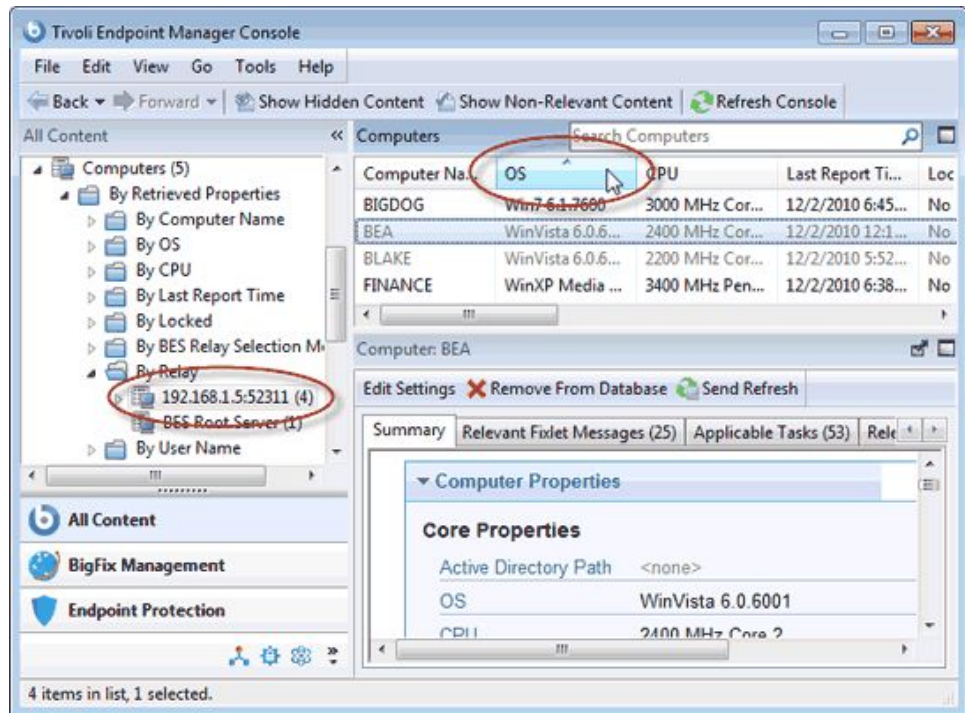 Tivoli Endpoint Manager Console
File Edit View Go Tools Help
Back Forward Show Hidden Content Show Non-Relevant Content Refresh Console
All Content « Computers Search Computers
Computers (5)
By Retrieved Properties
By Computer Name
By OS
By CPU
By Last Report Time
By Locked
By BES Relay Selection
By Relay
192.168.1.5:52311 (4)
BES Root Server (1)
By User Name
All Content
BigFix Management
Endpoint Protection
»
Computer Na... OS CPU Last Report Ti... Loc
BIGDOG Win7 6.1.7600 3000 MHz Cor... 12/2/2010 6:45... No
BEA WinVista 6.0.6... 2400 MHz Cor... 12/2/2010 12:1... No
BLAKE WinVista 6.0.6... 2200 MHz Cor... 12/2/2010 5:52... No
FINANCE WinXP Media ... 3400 MHz Pen... 12/2/2010 6:38... No
Computer: BEA
Edit Settings Remove From Database Send Refresh
Summary Relevant Fixlet Messages (25) Applicable Tasks (53) Rele
Computer Properties
Core Properties
Active Directory Path <none>
OS WinVista 6.0.6001
CPU 2400 MHz Core 2
4 items in list, 1 selected.